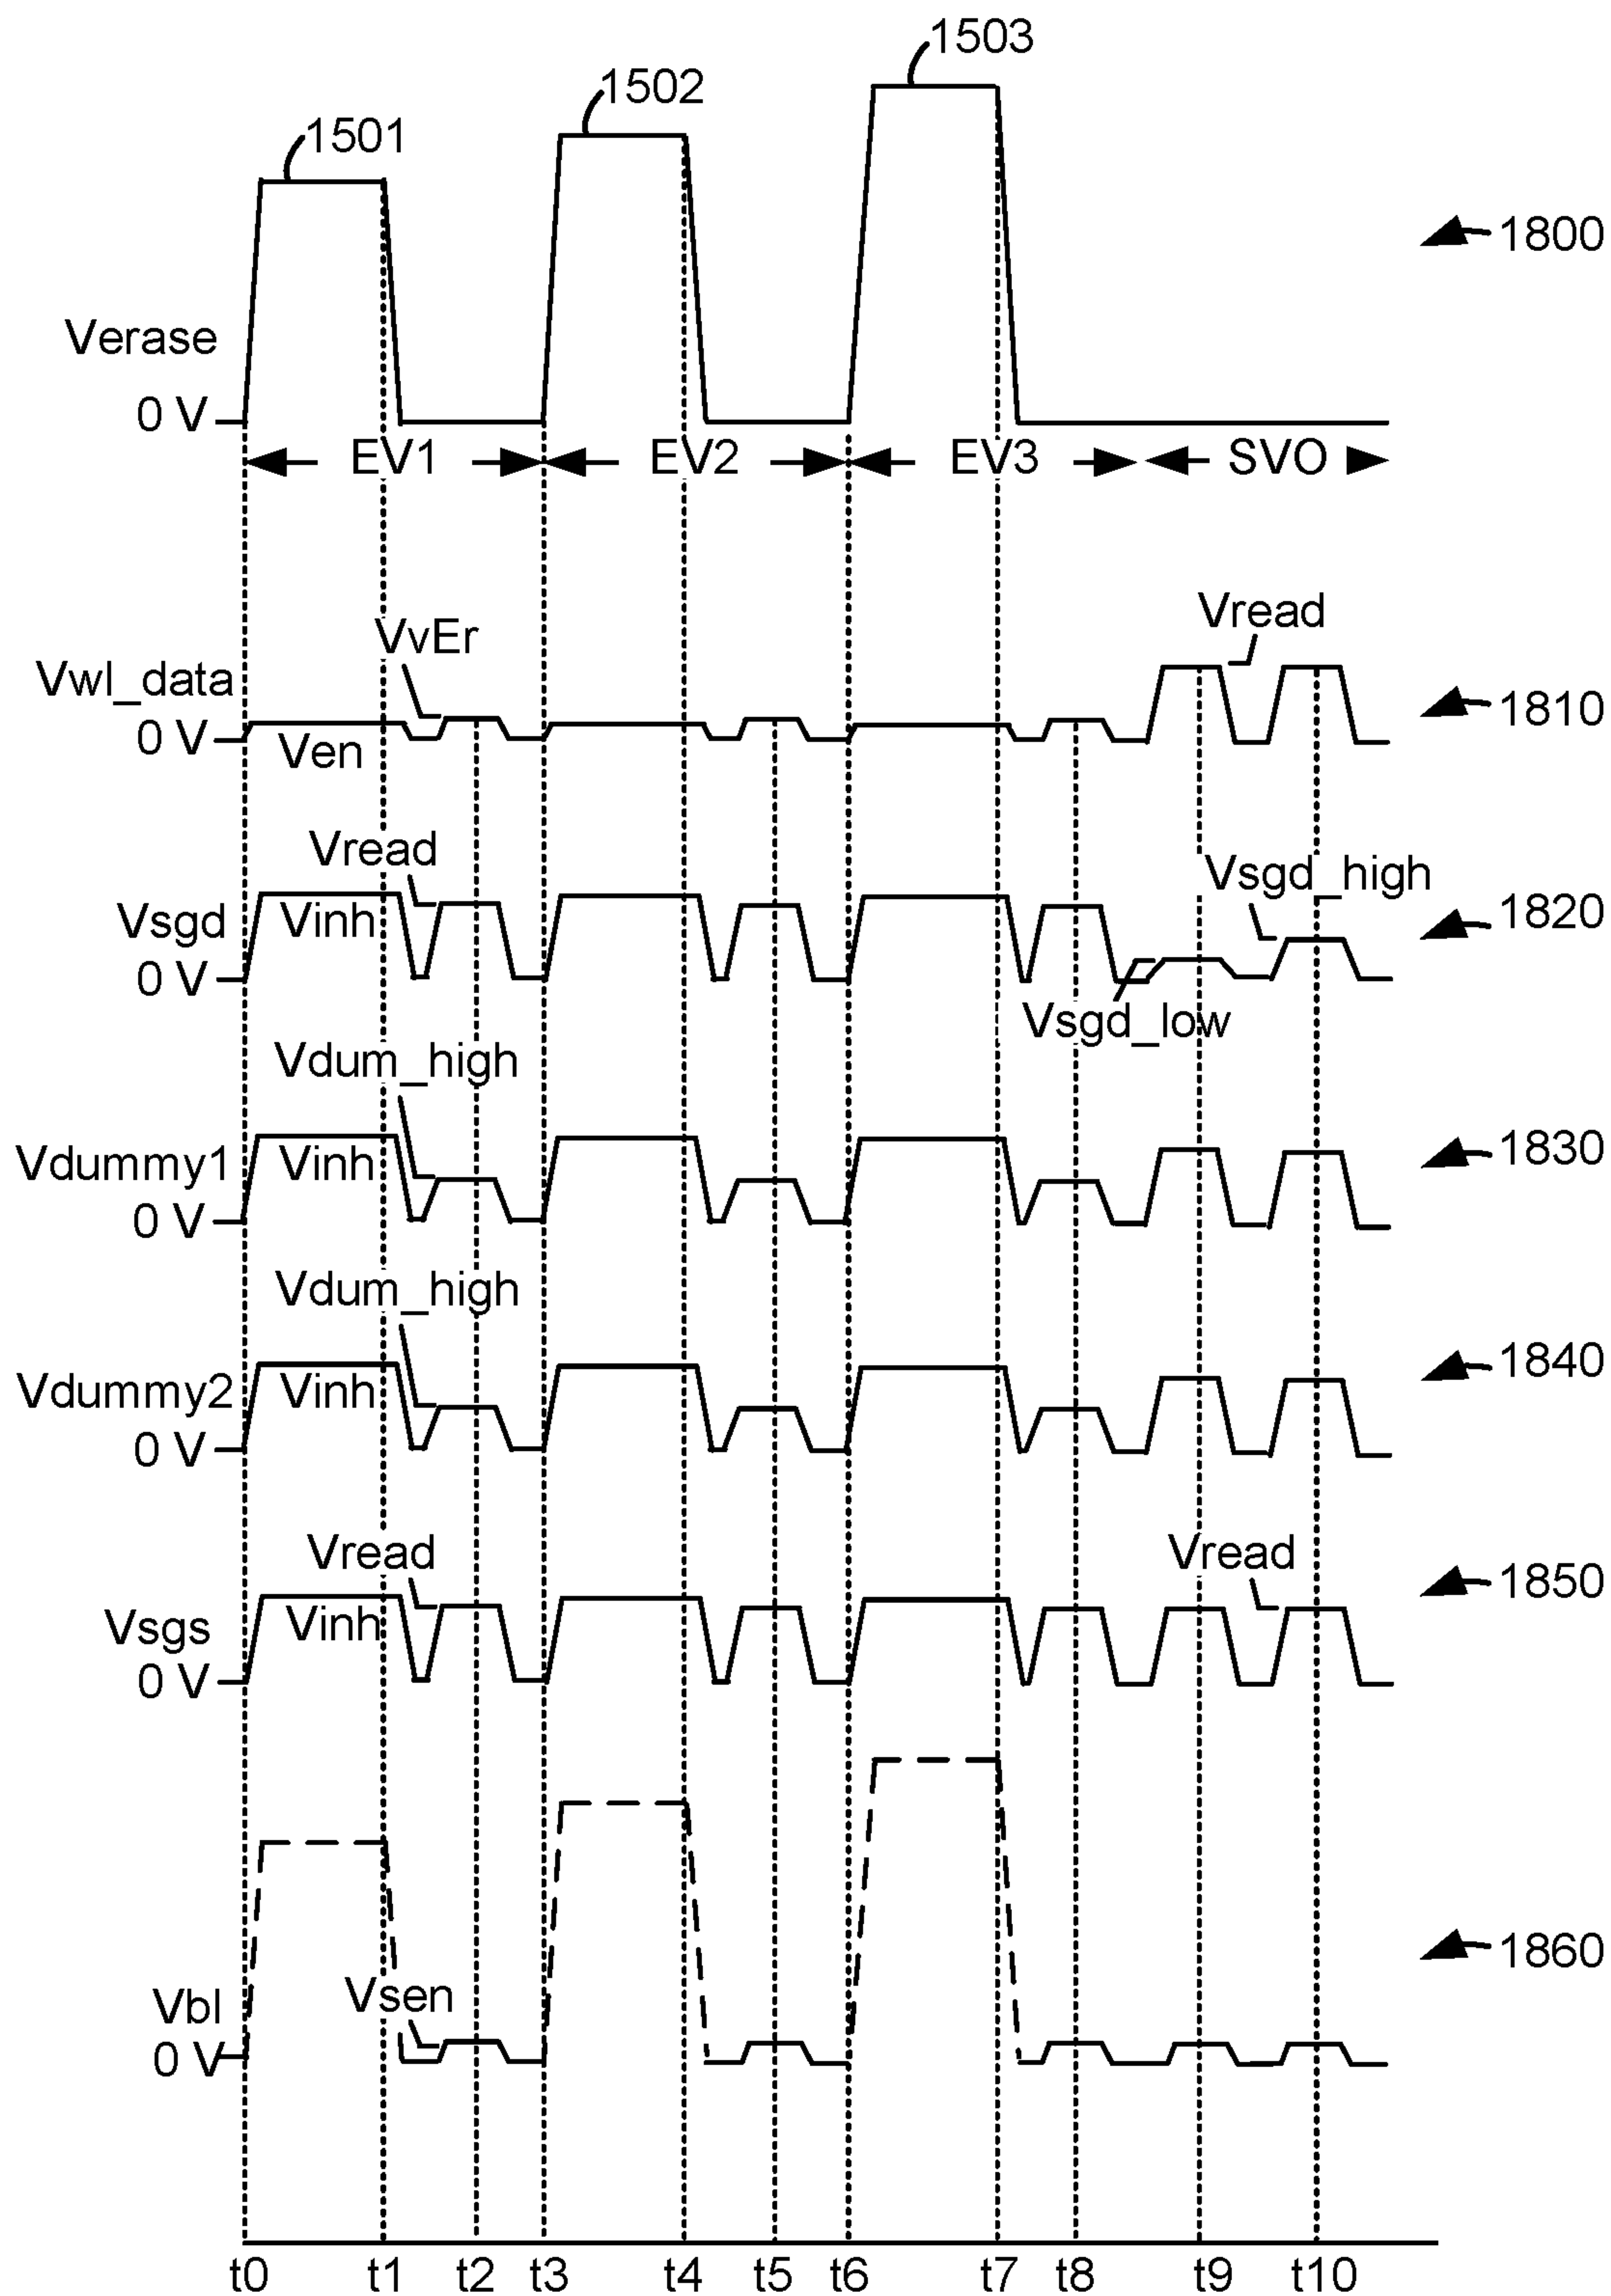 1503
1502
1501
1800
Verase
0 V
EV1 EV2 EV3 SVO
Vread
VvEr
Vwl_data
1810
0 V
Ven
Vread
Vsgd_high
Vsgd
Vinh
1820
0 V
Vsgd_low
Vdum_high
Vdummy1
Vinh
1830
0 V
Vdum_high
Vdummy2
Vinh
1840
0 V
Vread
Vread
1850
Vsgs
Vinh
0 V
1860
Vsen
Vbl
0 V
t0 t1 t2 t3 t4 t5 t6 t7 t8 t9 t10